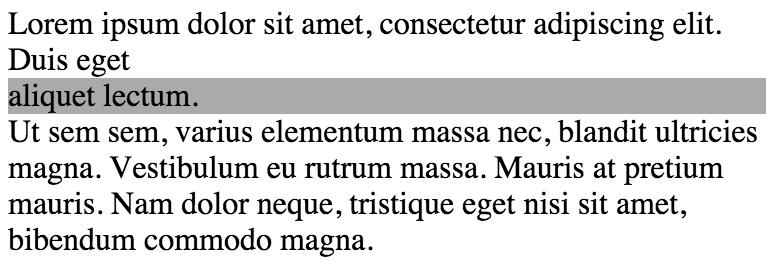 Lorem ipsum dolor sit amet, consectetur adipiscing elit.
Duis eget
aliquet lectum.
Ut sem sem, varius elementum massa nec, blandit ultricies
magna. Vestibulum eu rutrum massa. Mauris at pretium
mauris. Nam dolor neque, tristique eget nisi sit amet,
bibendum commodo magna.